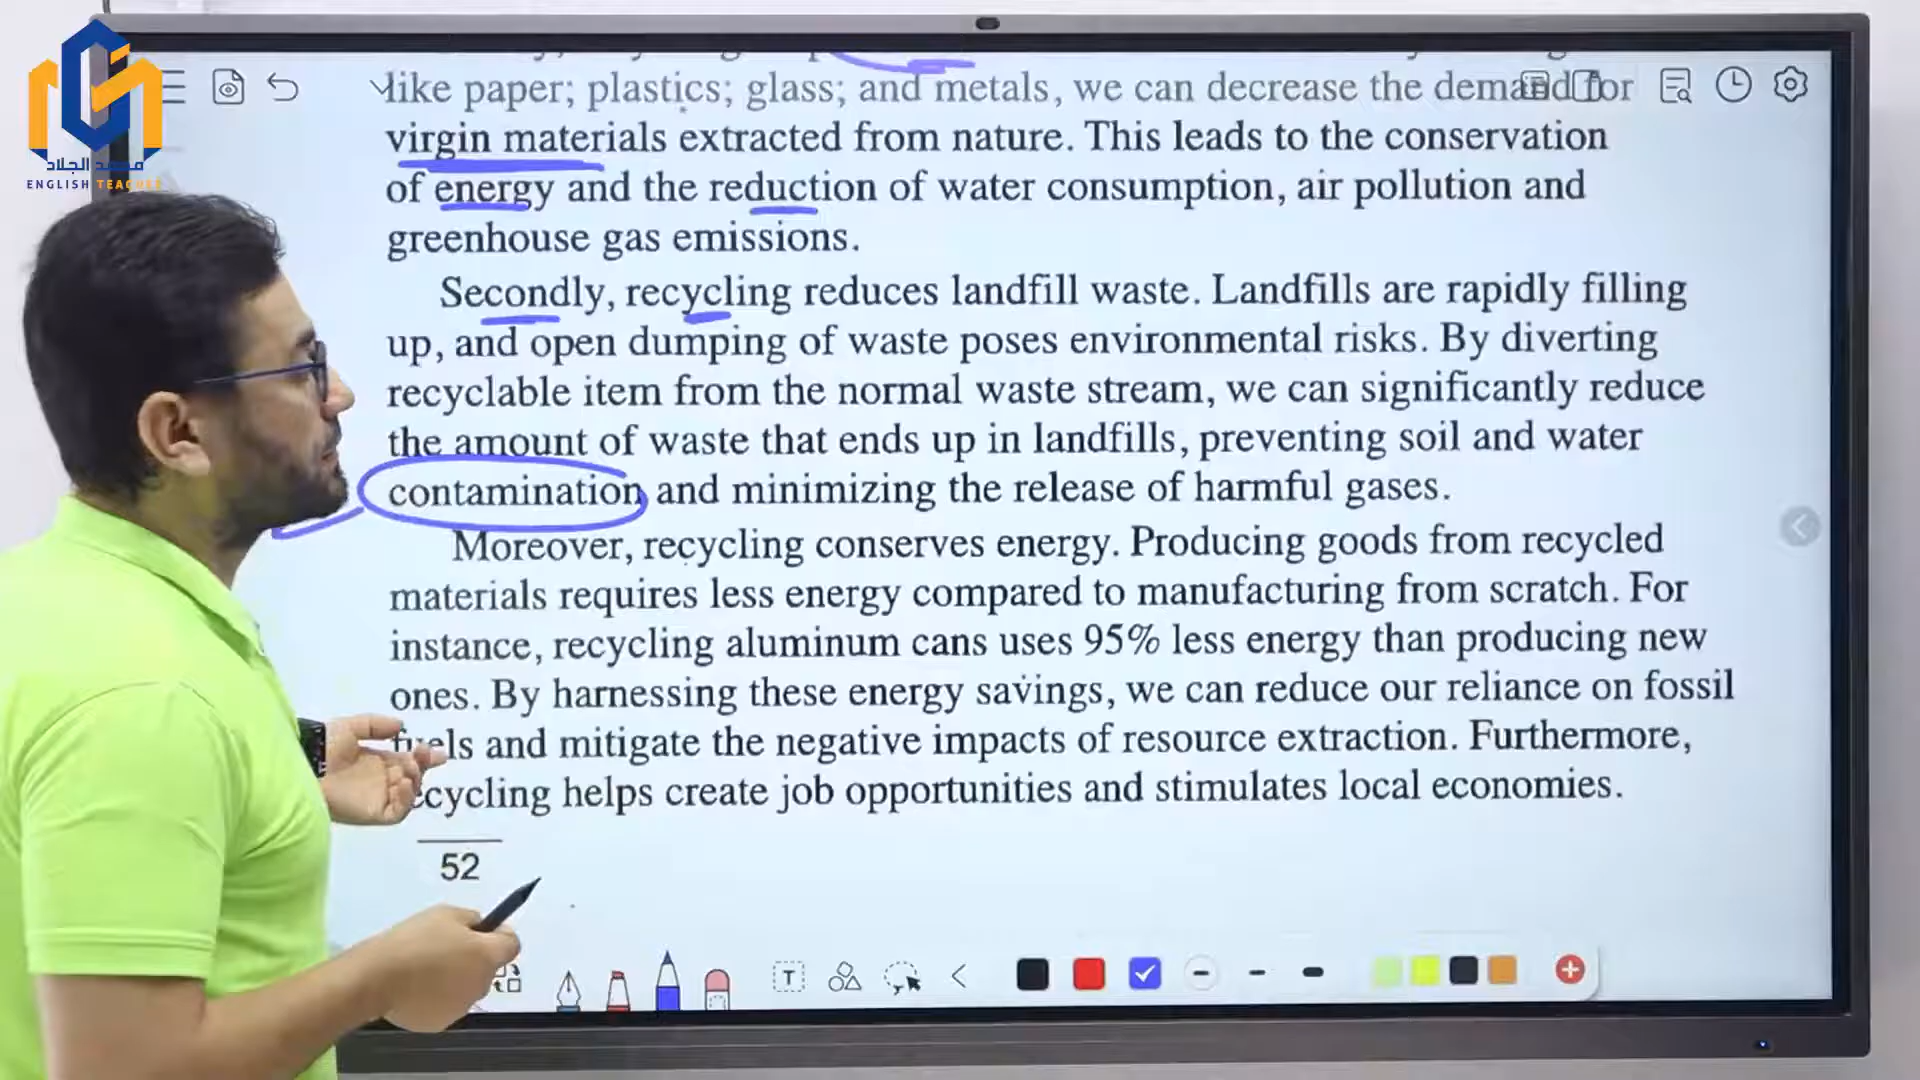 محمد الجلاد
ENGLISH TEACHER
like paper; plastics; glass; and metals, we can decrease the demand for
virgin materials extracted from nature. This leads to the conservation
of energy and the reduction of water consumption, air pollution and
greenhouse gas emissions.
Secondly, recycling reduces landfill waste. Landfills are rapidly filling
up, and open dumping of waste poses environmental risks. By diverting
recyclable item from the normal waste stream, we can significantly reduce
the amount of waste that ends up in landfills, preventing soil and water
contamination and minimizing the release of harmful gases.
Moreover, recycling conserves energy. Producing goods from recycled
materials requires less energy compared to manufacturing from scratch. For
instance, recycling aluminum cans uses 95% less energy than producing new
ones. By harnessing these energy savings, we can reduce our reliance on fossil
fuels and mitigate the negative impacts of resource extraction. Furthermore,
ecycling helps create job opportunities and stimulates local economies.
52
T